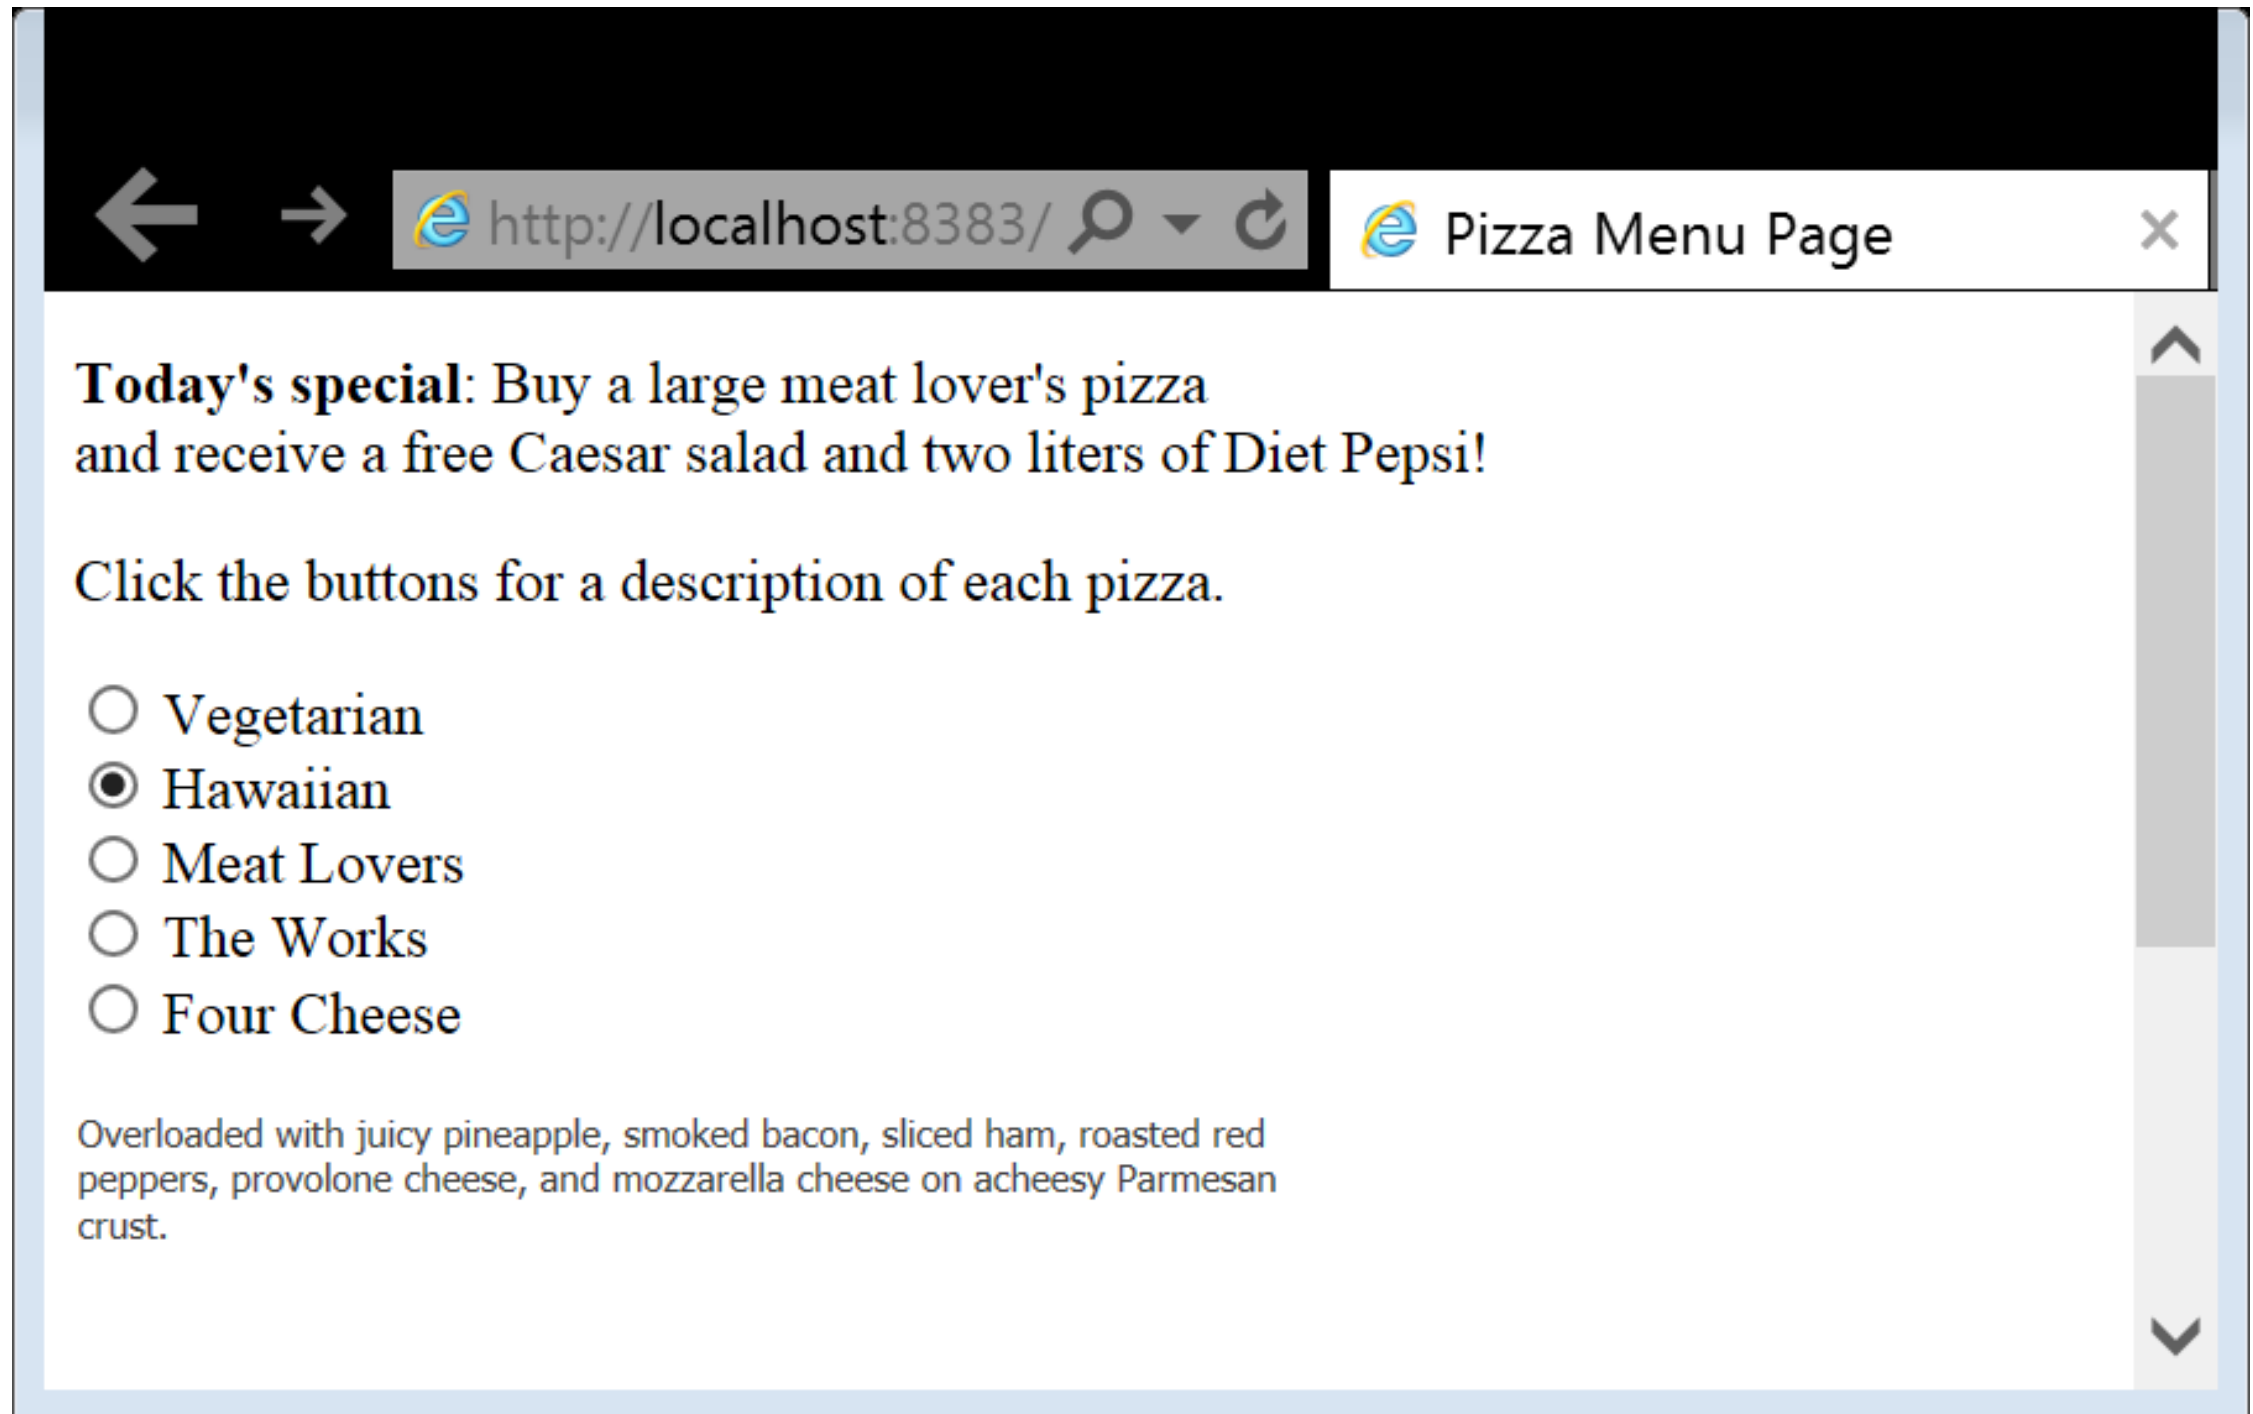 http://localhost:8383/
Pizza Menu Page
Today's special: Buy a large meat lover's pizza
and receive a free Caesar salad and two liters of Diet Pepsi!
Click the buttons for a description of each pizza.
Vegetarian
Hawaiian
Meat Lovers
The Works
Four Cheese
Overloaded with juicy pineapple, smoked bacon, sliced ham, roasted red
peppers, provolone cheese, and mozzarella cheese on acheesy Parmesan
crust.